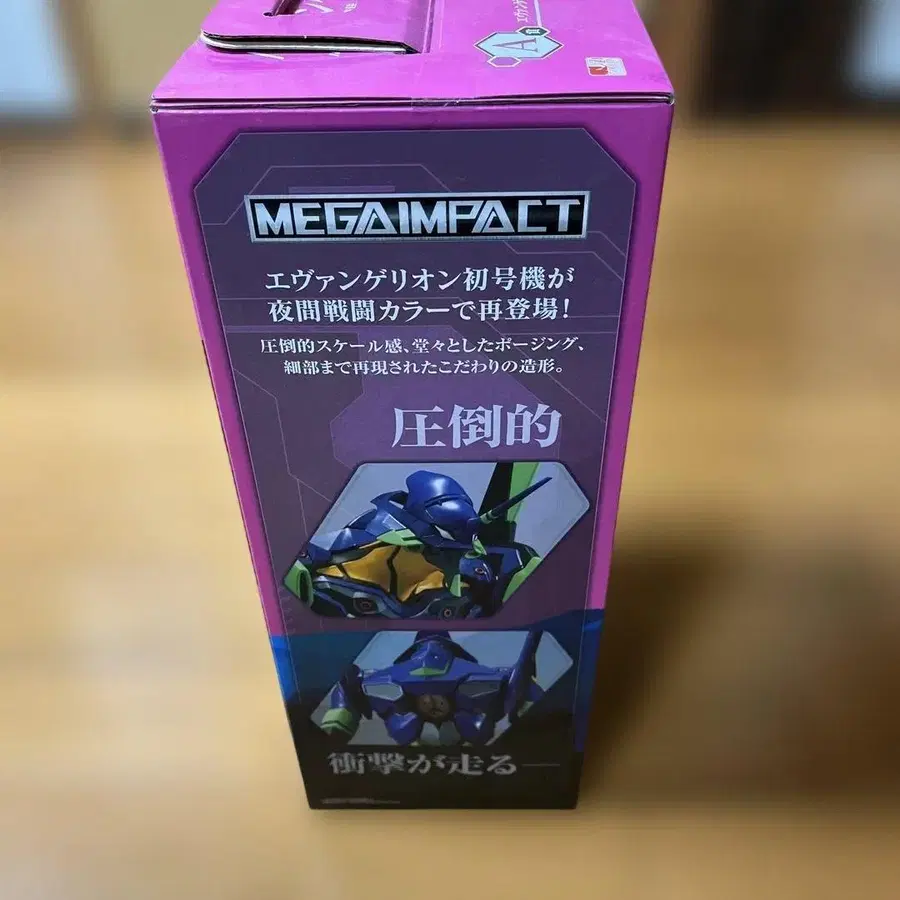 A賞
MEGAIMPACT
エヴァンゲリオン初号機が
夜間戦闘カラーで再登場!
圧倒的スケール感、堂々としたポージング、
細部まで再現されたこだわりの造形。
圧倒的
衝撃が走る—